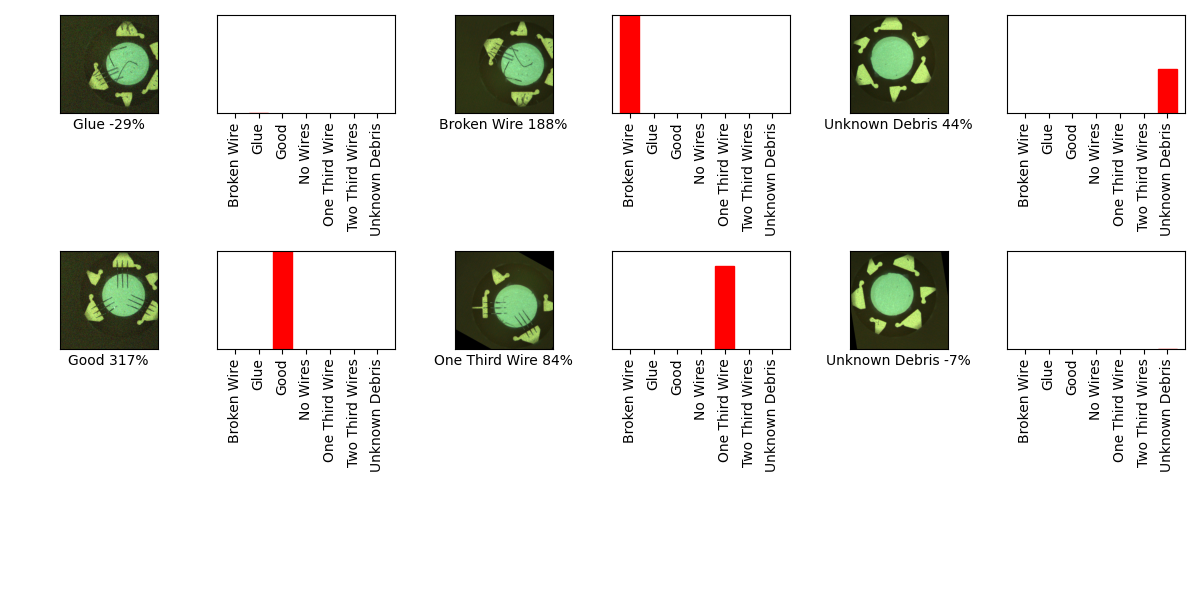 Glue -29%
Broken Wire
Glue
Good
No Wires
One Third Wire
Two Third Wires
Unknown Debris
Broken Wire 188%
Broken Wire
Glue
Good
No Wires
One Third Wire
Two Third Wires
Unknown Debris
Unknown Debris 44%
Broken Wire
Glue
Good
No Wires
One Third Wire
Two Third Wires
Unknown Debris
Good 317%
Broken Wire
Glue
Good
No Wires
One Third Wire
Two Third Wires
Unknown Debris
One Third Wire 84%
Broken Wire
Glue
Good
No Wires
One Third Wire
Two Third Wires
Unknown Debris
Unknown Debris -7%
Broken Wire
Glue
Good
No Wires
One Third Wire
Two Third Wires
Unknown Debris